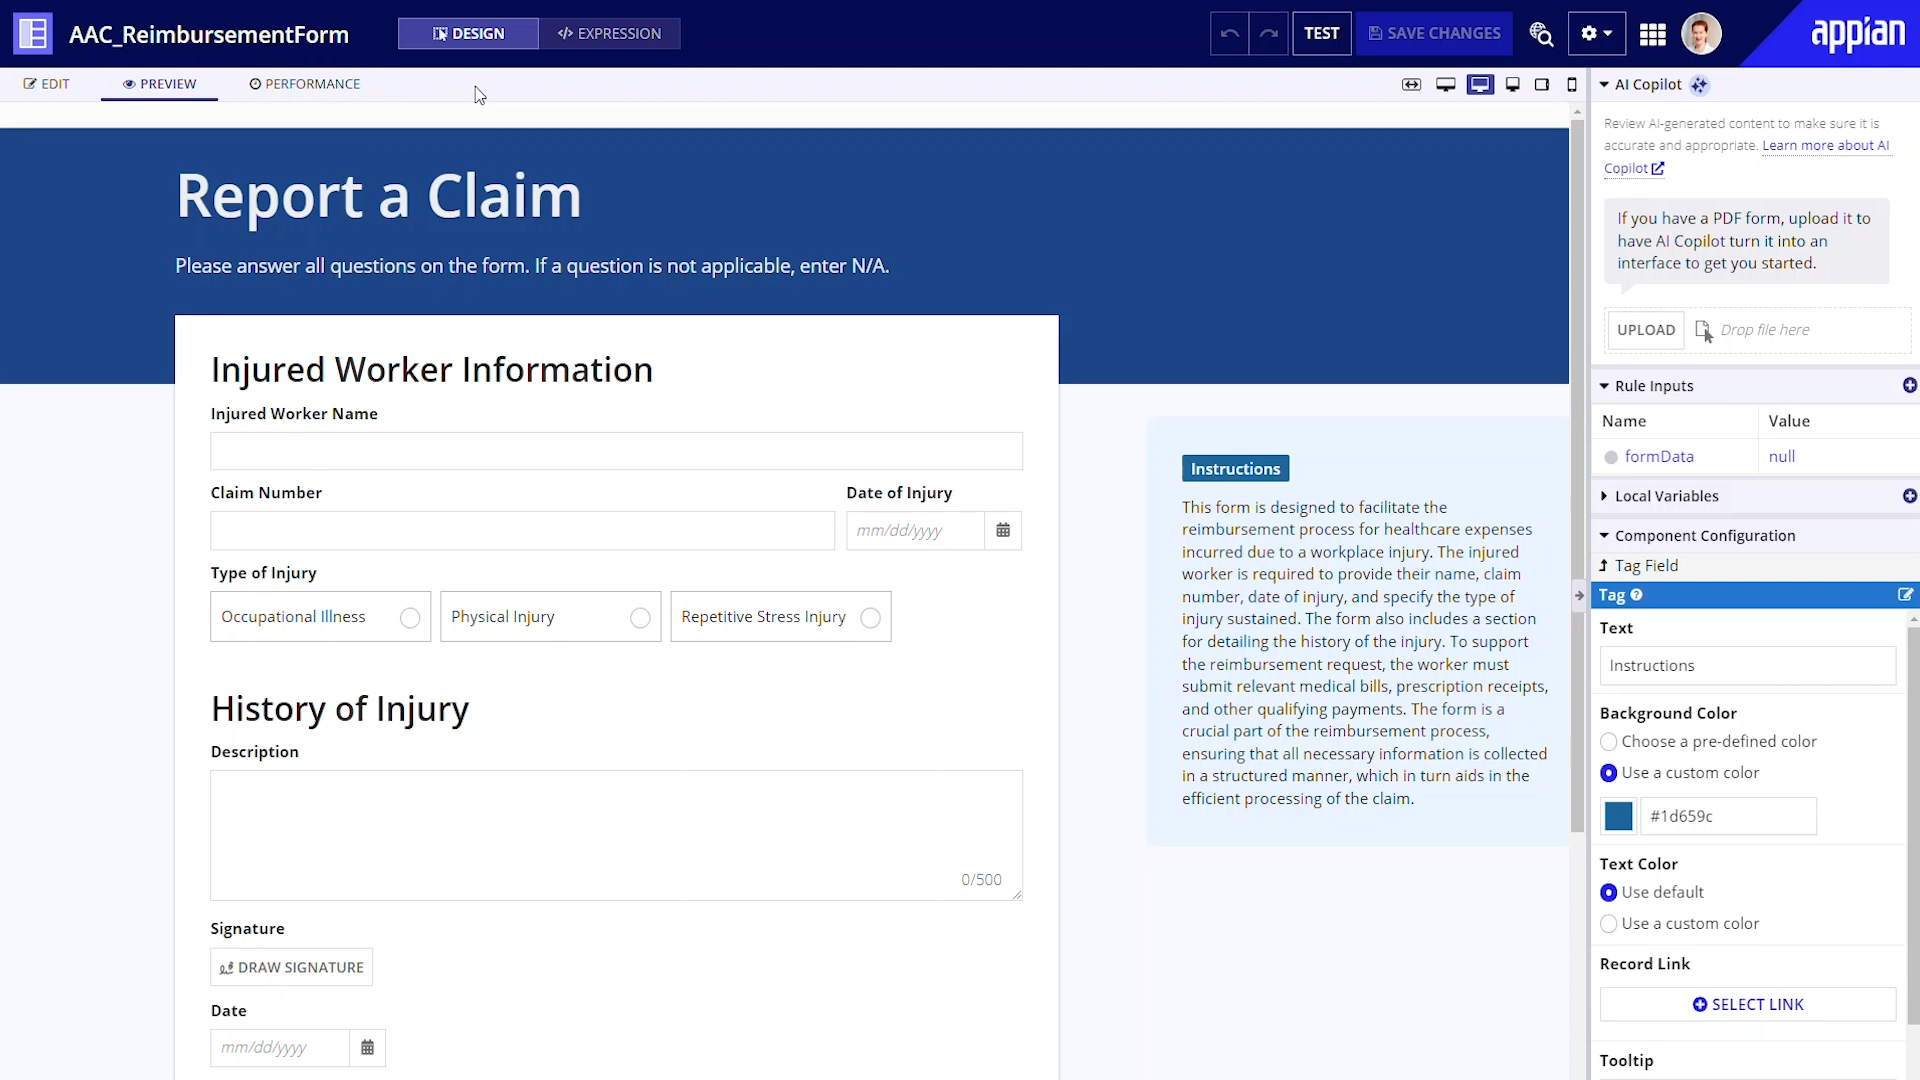 AAC_ReimbursementForm
DESIGN
EXPRESSION
TEST
SAVE CHANGES
appian
EDIT
PREVIEW
PERFORMANCE
Report a Claim
Please answer all questions on the form. If a question is not applicable, enter N/A.
Injured Worker Information
Injured Worker Name
Claim Number
Date of Injury
mm/dd/yyyy
Type of Injury
Occupational Illness
Physical Injury
Repetitive Stress Injury
History of Injury
Description
0/500
Signature
DRAW SIGNATURE
Date
mm/dd/yyyy
Instructions
This form is designed to facilitate the
reimbursement process for healthcare expenses
incurred due to a workplace injury. The injured
worker is required to provide their name, claim
number, date of injury, and specify the type of
injury sustained. The form also includes a section
for detailing the history of the injury. To support
the reimbursement request, the worker must
submit relevant medical bills, prescription receipts,
and other qualifying payments. The form is a
crucial part of the reimbursement process,
ensuring that all necessary information is collected
in a structured manner, which in turn aids in the
efficient processing of the claim.
AI Copilot
Review AI-generated content to make sure it is
accurate and appropriate. Learn more about AI
Copilot
If you have a PDF form, upload it to
have AI Copilot turn it into an
interface to get you started.
UPLOAD
Drop file here
Rule Inputs
Name
Value
formData
null
Local Variables
Component Configuration
Tag Field
Tag
Text
Instructions
Background Color
Choose a pre-defined color
Use a custom color
#1d659c
Text Color
Use default
Use a custom color
Record Link
SELECT LINK
Tooltip